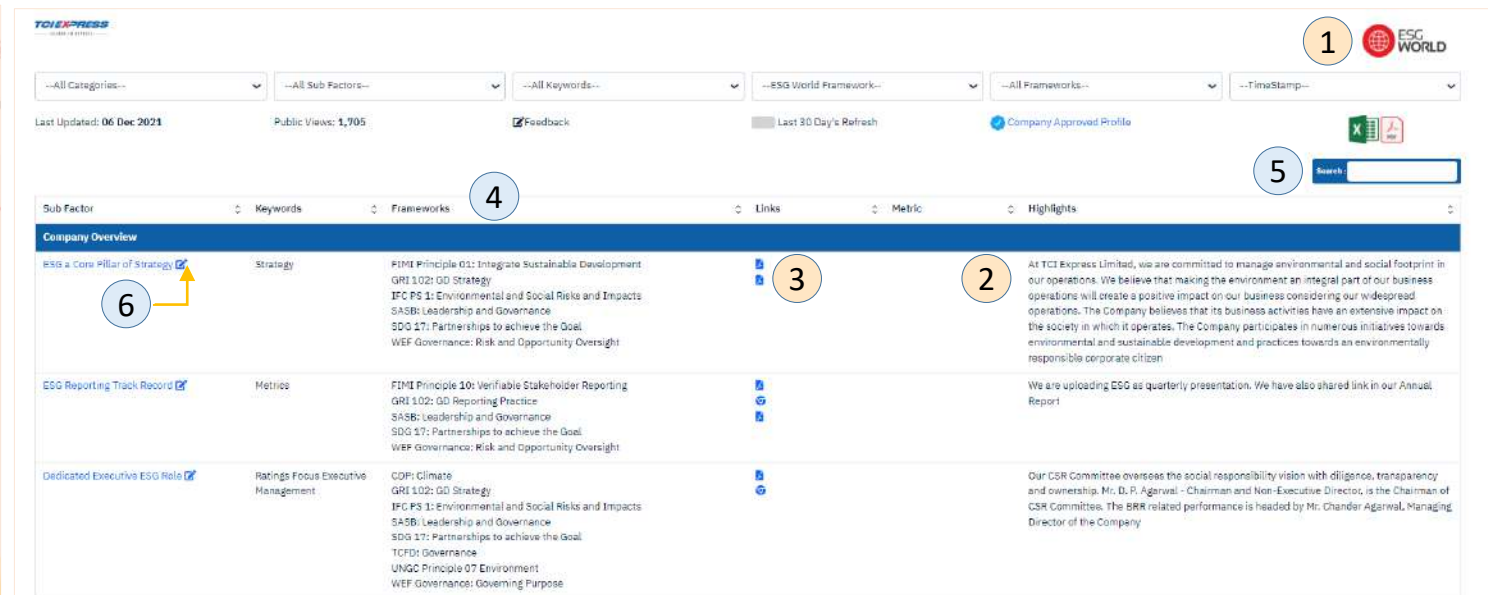 TCIEXPRESS
1
ESG
WORLD
--All Categories--
--All Sub Factors--
--All Keywords--
--ESG World Framework--
--All Frameworks--
--TimeStamp--
Last Updated: 06 Dec 2021
Public Views: 1,705
Feedback
Last 30 Day's Refresh
Company Approved Profile
5
Search :
4
Sub Factor
Keywords
Frameworks
Links
Metric
Highlights
Company Overview
ESG a Core Pillar of Strategy
Strategy
FIMI Principle 01: Integrate Sustainable Development
GRI 102: GD Strategy
IFC PS 1: Environmental and Social Risks and Impacts
SASB: Leadership and Governance
SDG 17: Partnerships to achieve the Goal
WEF Governance: Risk and Opportunity Oversight
3
2
6
At TCI Express Limited, we are committed to manage environmental and social footprint in
our operations. We believe that making the environment an integral part of our business
operations will create a positive impact on our business considering our widespread
operations. The Company believes that its business activities have an extensive impact on
the society in which it operates. The Company participates in numerous initiatives towards
environmental and sustainable development and practices towards an environmentally
responsible corporate citizen
ESG Reporting Track Record
Metrics
FIMI Principle 10: Verifiable Stakeholder Reporting
GRI 102: GD Reporting Practice
SASB: Leadership and Governance
SDG 17: Partnerships to achieve the Goal
WEF Governance: Risk and Opportunity Oversight
We are uploading ESG as quarterly presentation. We have also shared link in our Annual
Report
Dedicated Executive ESG Role
Ratings Focus Executive
Management
CDP: Climate
GRI 102: GD Strategy
IFC PS 1: Environmental and Social Risks and Impacts
SASB: Leadership and Governance
SDG 17: Partnerships to achieve the Goal
TCFD: Governance
UNGC Principle 07 Environment
WEF Governance: Governing Purpose
Our CSR Committee oversees the social responsibility vision with diligence, transparency
and ownership. Mr. D. P. Agarwal - Chairman and Non-Executive Director, is the Chairman of
CSR Committee. The BRR related performance is headed by Mr. Chander Agarwal, Managing
Director of the Company